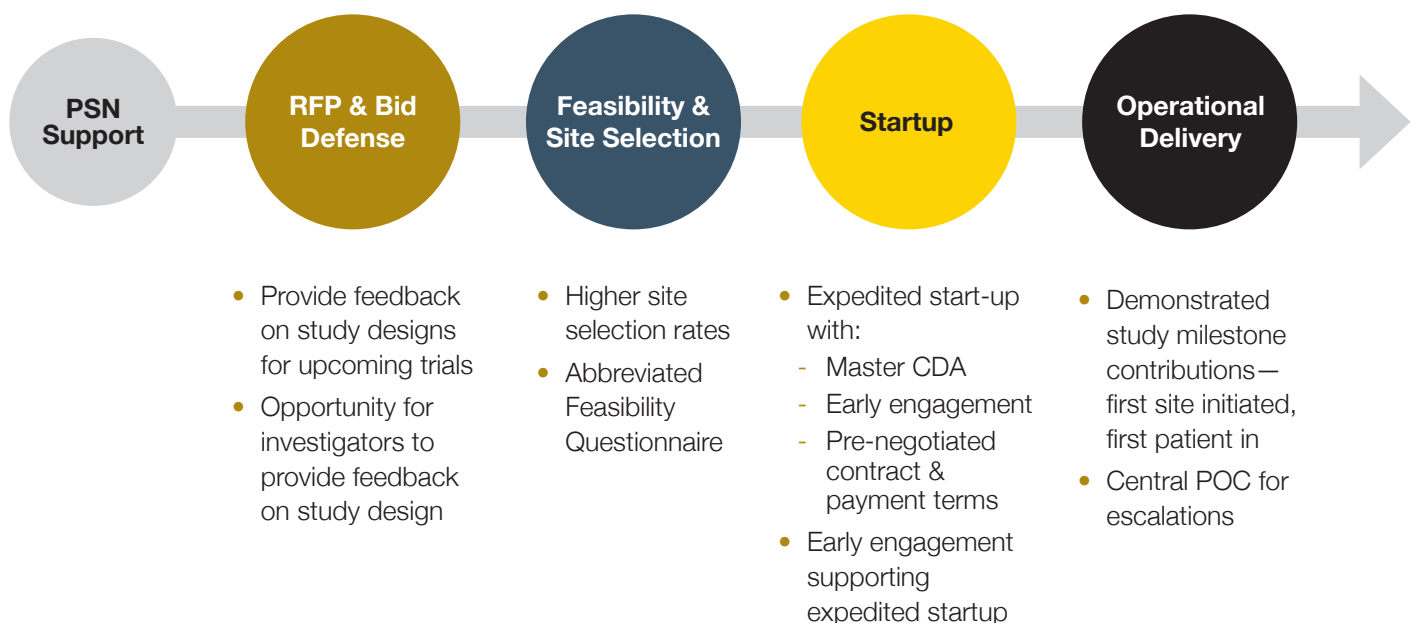 PSN
Support
RFP & Bid
Defense
Feasibility &
Site Selection
Startup
Operational
Delivery
• Provide feedback
on study designs
for upcoming trials
• Opportunity for
investigators to
provide feedback
on study design
• Higher site
selection rates
• Abbreviated
Feasibility
Questionnaire
• Expedited start-up
with:
- Master CDA
- Early engagement
- Pre-negotiated
contract &
payment terms
• Early engagement
supporting
expedited startup
• Demonstrated
study milestone
contributions—
first site initiated,
first patient in
• Central POC for
escalations